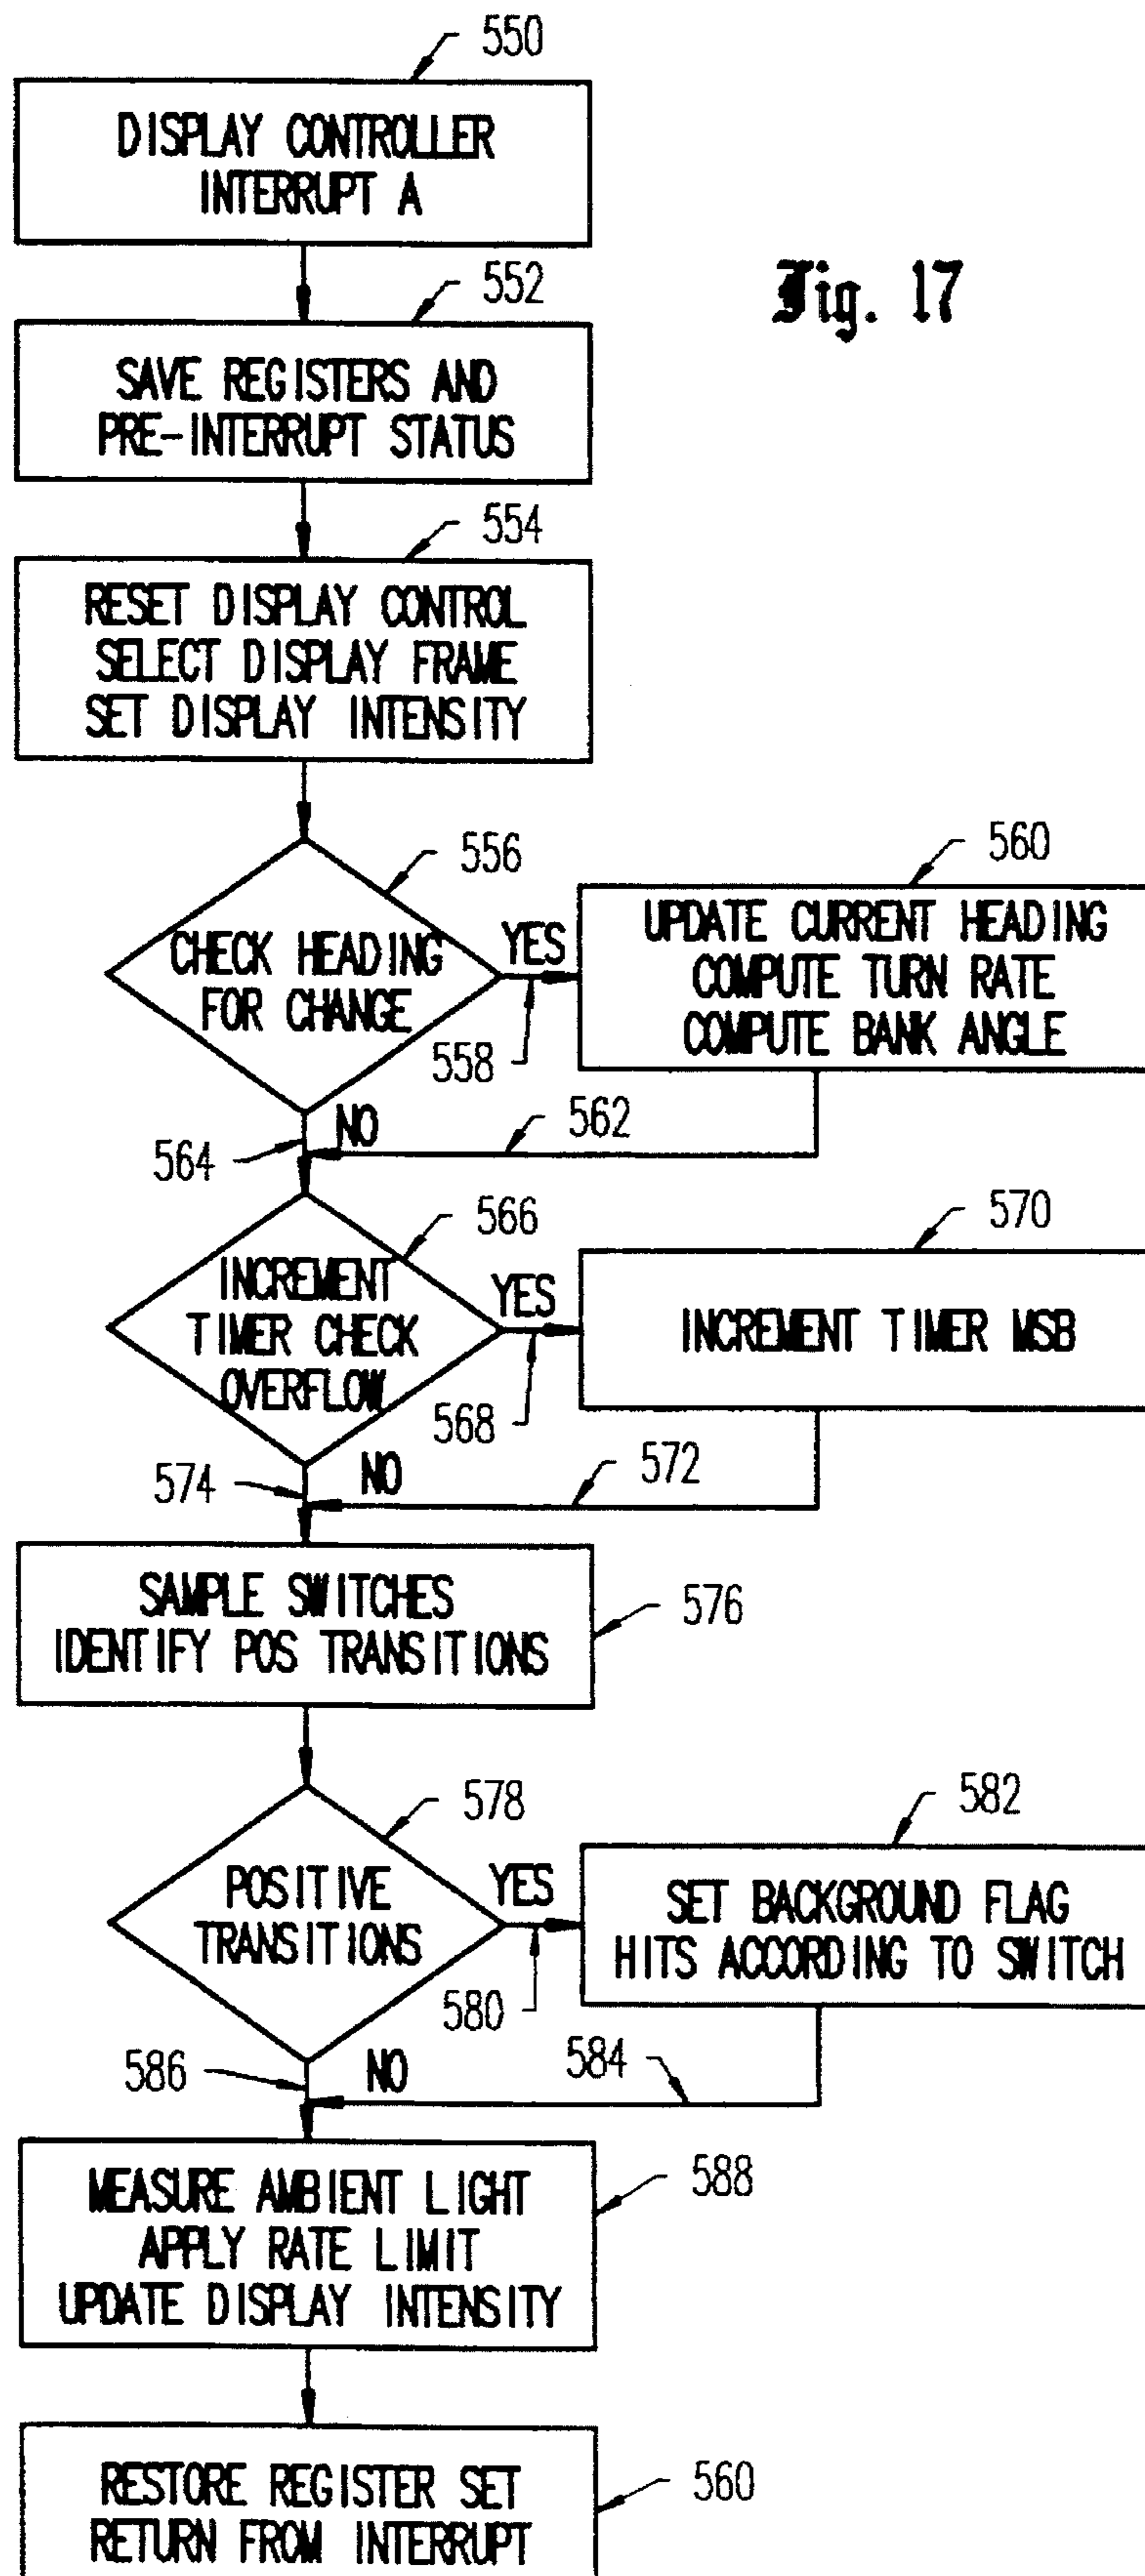 550
DISPLAY CONTROLLER
INTERRUPT A
Fig. 17
552
SAVE REGISTERS AND
PRE-INTERRUPT STATUS
554
RESET DISPLAY CONTROL
SELECT DISPLAY FRAME
SET DISPLAY INTENSITY
556
CHECK HEADING
FOR CHANGE
YES
558
560
UPDATE CURRENT HEADING
COMPUTE TURN RATE
COMPUTE BANK ANGLE
562
NO
564
566
INCREMENT
TIMER CHECK
OVERFLOW
YES
568
570
INCREMENT TIMER MSB
572
NO
574
SAMPLE SWITCHES
IDENTIFY POS TRANSITIONS
576
578
POSITIVE
TRANSITIONS
YES
580
582
SET BACKGROUND FLAG
HITS ACCORDING TO SWITCH
584
NO
586
MEASURE AMBIENT LIGHT
APPLY RATE LIMIT
UPDATE DISPLAY INTENSITY
588
RESTORE REGISTER SET
RETURN FROM INTERRUPT
560